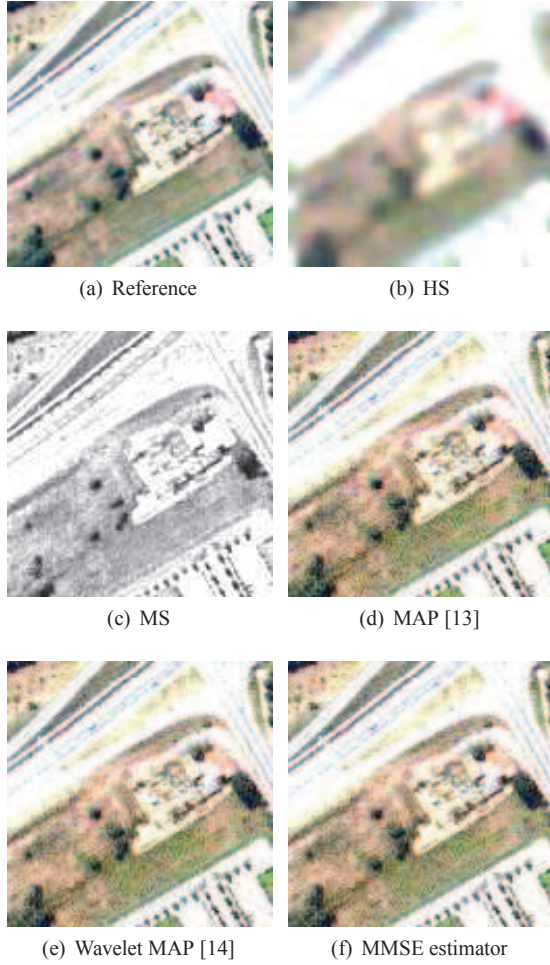 (a) Reference
(b) HS
(c) MS
(d) MAP [13]
(e) Wavelet MAP [14]
(f) MMSE estimator